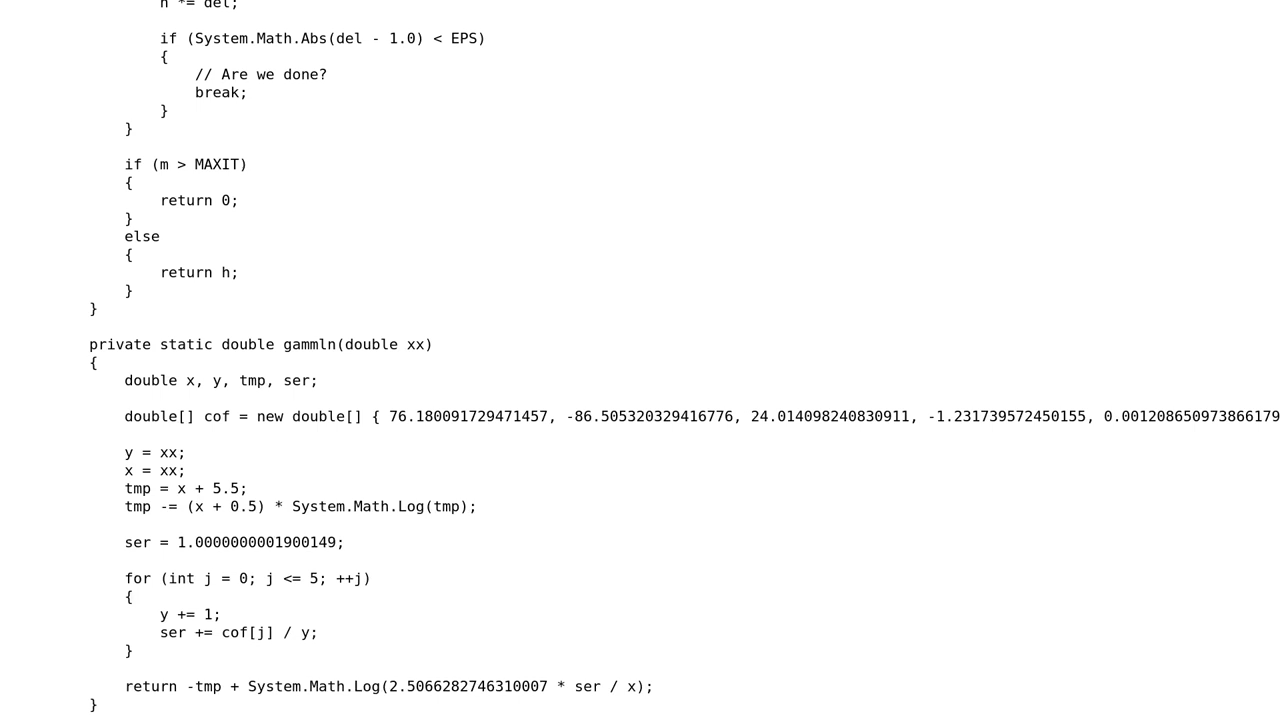 h *= del;
if (System.Math.Abs(del - 1.0) < EPS)
{
// Are we done?
break;
}
}
if (m > MAXIT)
{
return 0;
}
else
{
return h;
}
}
private static double gammln(double xx)
{
double x, y, tmp, ser;
double[] cof = new double[] { 76.180091729471457, -86.505320329416776, 24.014098240830911, -1.231739572450155, 0.001208650973866179
y = xx;
x = xx;
tmp = x + 5.5;
tmp -= (x + 0.5) * System.Math.Log(tmp);
ser = 1.0000000001900149;
for (int j = 0; j <= 5; ++j)
{
y += 1;
ser += cof[j] / y;
}
return -tmp + System.Math.Log(2.5066282746310007 * ser / x);
}